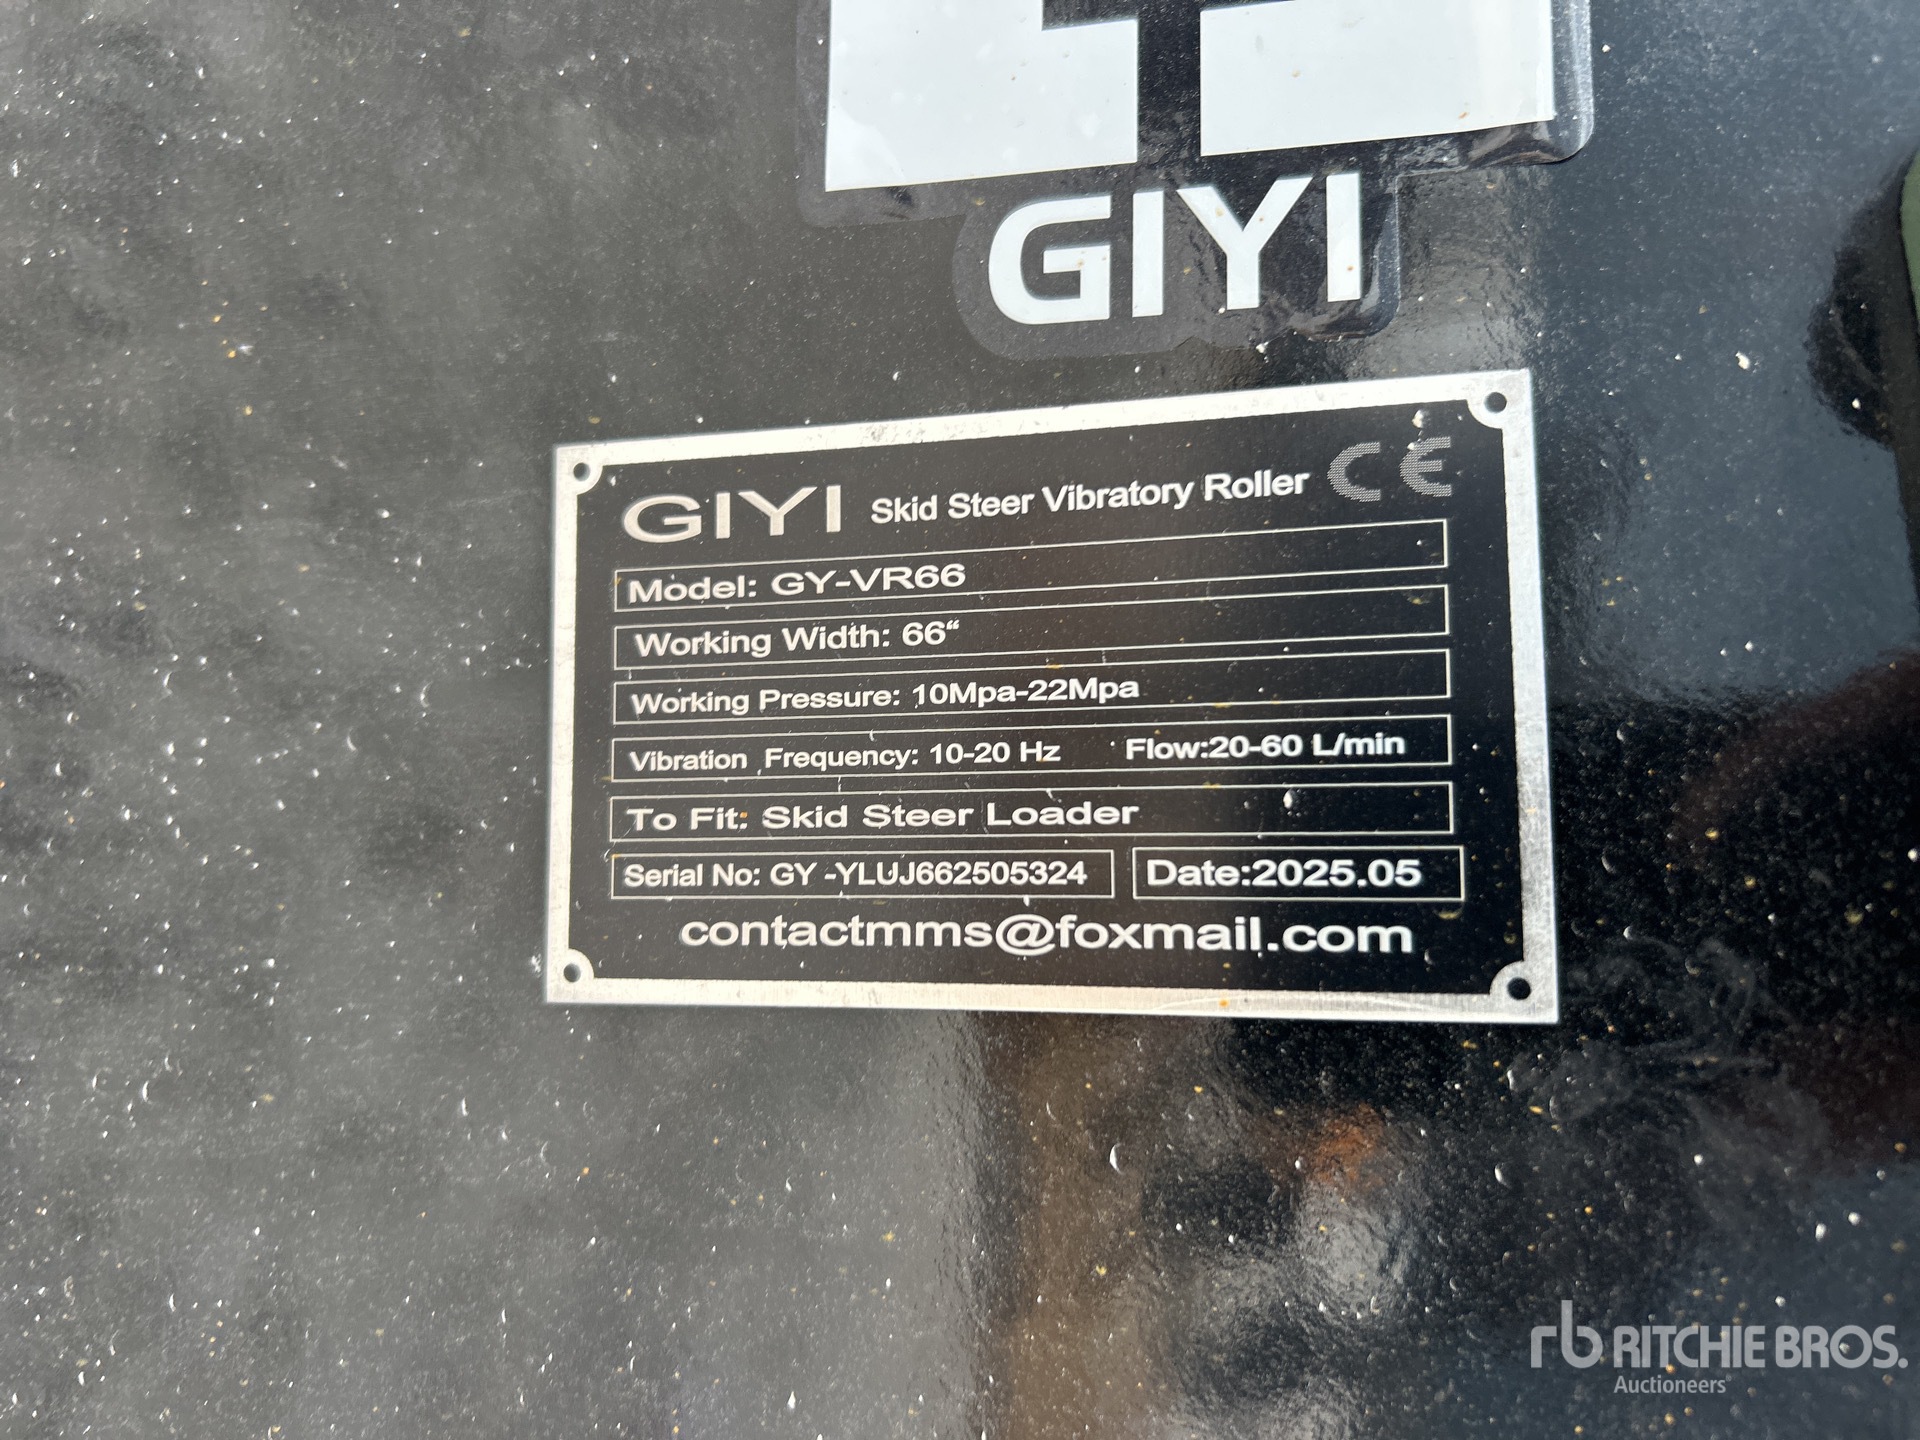 GIYI
GIYI Skid Steer Vibratory Roller CE
Model: GY-VR66
Working Width: 66“
Working Pressure: 10Mpa-22Mpa
Vibration Frequency: 10-20 Hz Flow:20-60 L/min
To Fit: Skid Steer Loader
Serial No: GY -YLUJ662505324 Date:2025.05
contactmms@foxmail.com
rb RITCHIE BROS.
Auctioneers